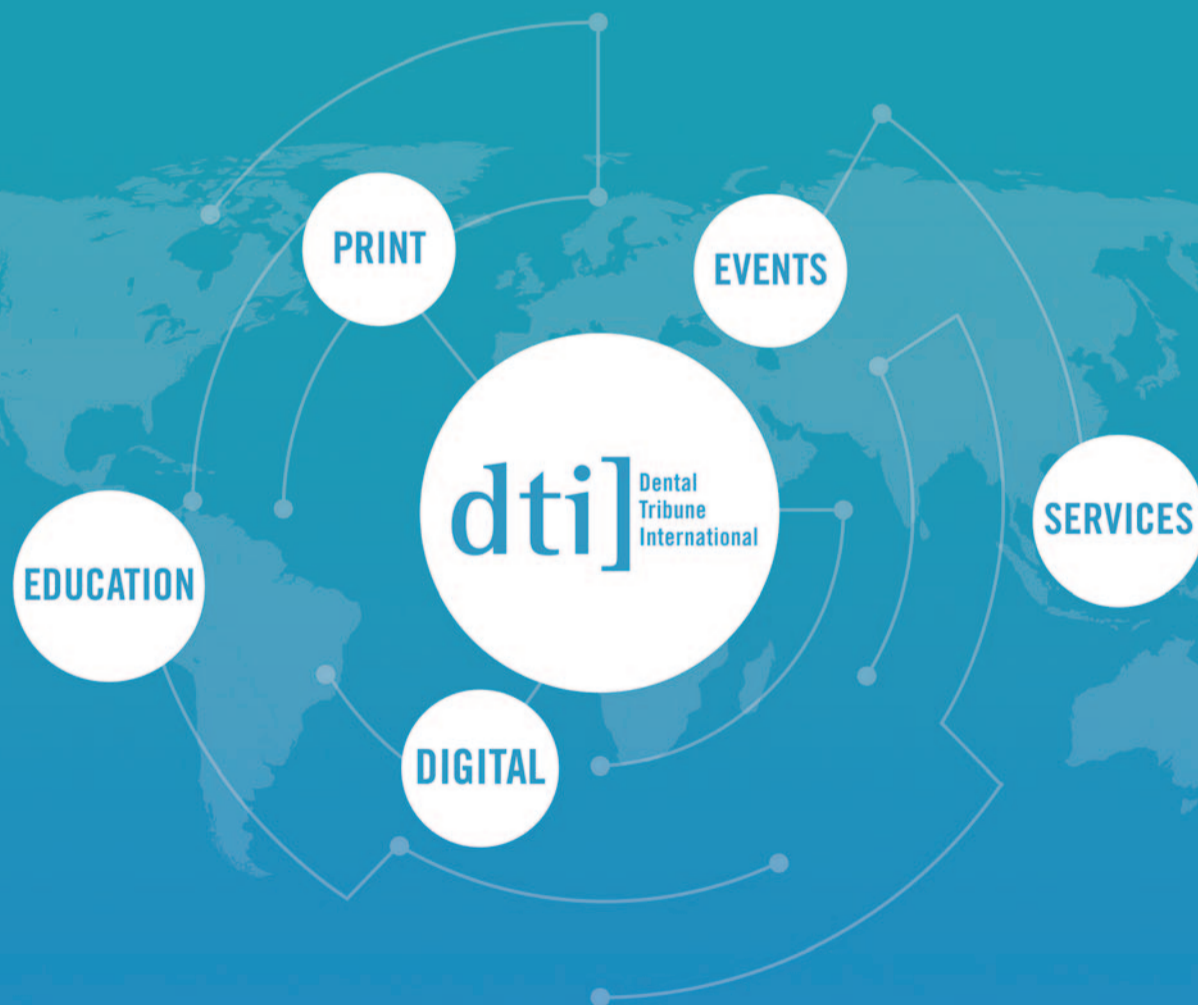 PRINT
EVENTS
dti]
Dental
Tribune
International
SERVICES
EDUCATION
DIGITAL